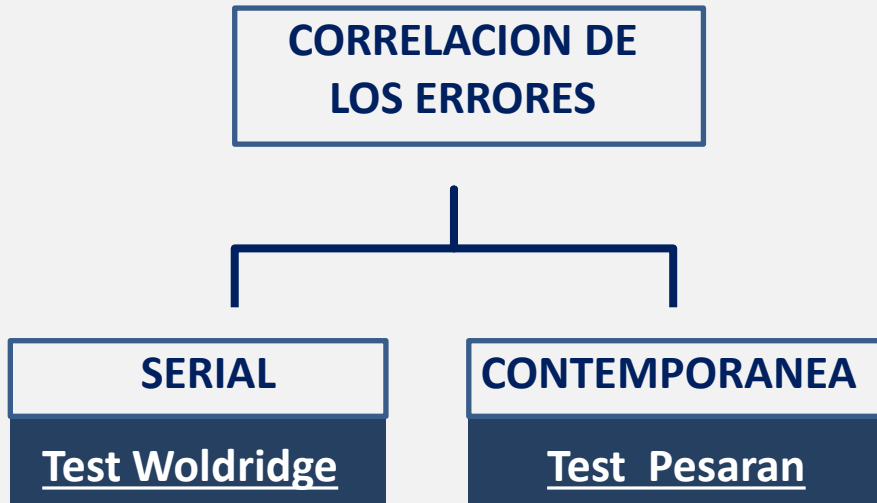 CORRELACION DE
LOS ERRORES
SERIAL
CONTEMPORANEA
Test Woldridge
Test Pesaran